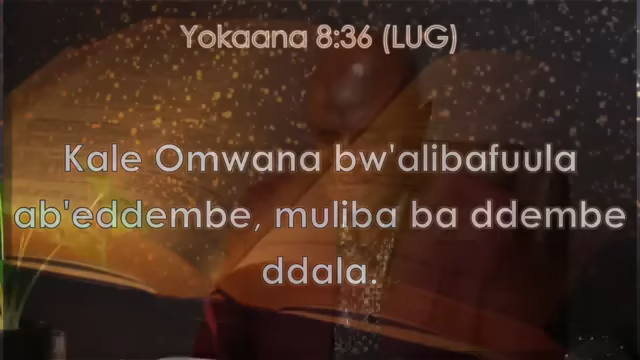 Yokaana 8:36 (LUG)
Kale Omwana bw'alibafuula
ab'eddembe, muliba ba ddembe
ddala.